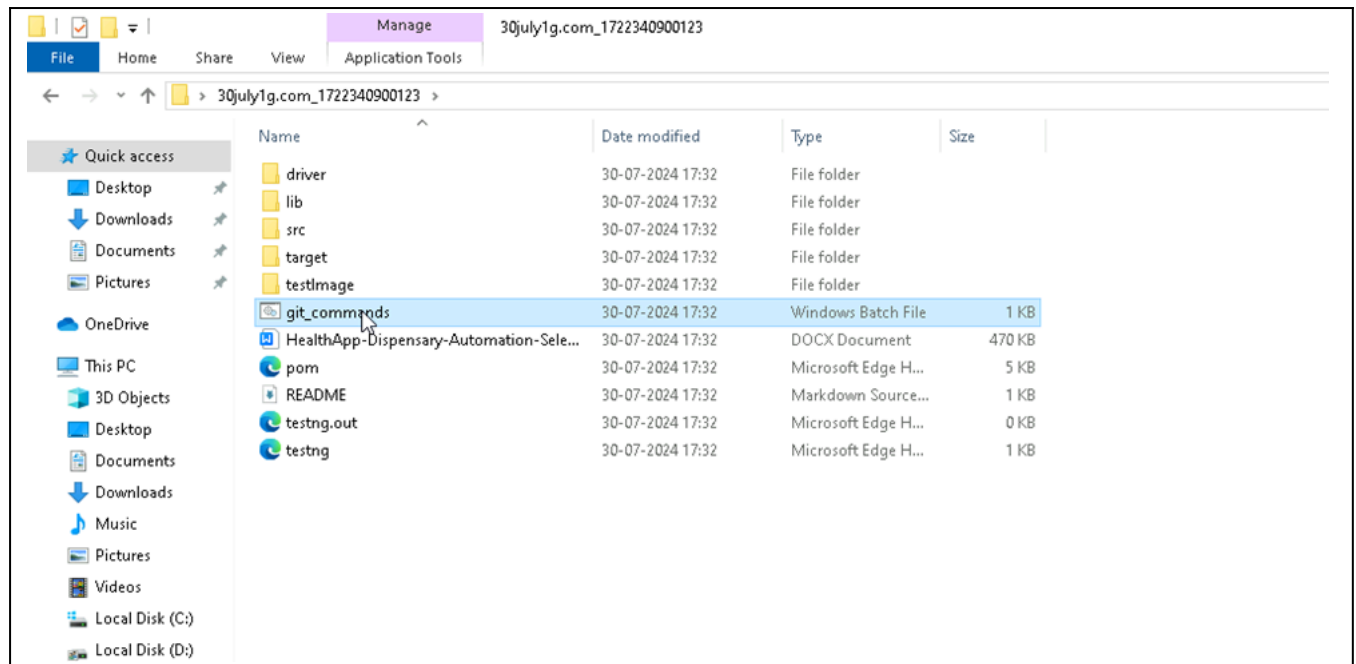 Manage 30july1g.com_1722340900123
File Home Share View Application Tools
30july1g.com_1722340900123
Name Date modified Type Size
Quick access
Desktop
Downloads
Documents
Pictures
OneDrive
This PC
3D Objects
Desktop
Documents
Downloads
Music
Pictures
Videos
Local Disk (C:)
Local Disk (D:)
driver 30-07-2024 17:32 File folder
lib 30-07-2024 17:32 File folder
src 30-07-2024 17:32 File folder
target 30-07-2024 17:32 File folder
testImage 30-07-2024 17:32 File folder
git_commands 30-07-2024 17:32 Windows Batch File 1 KB
HealthApp-Dispensary-Automation-Sele... 30-07-2024 17:32 DOCX Document 470 KB
pom 30-07-2024 17:32 Microsoft Edge H... 5 KB
README 30-07-2024 17:32 Markdown Source... 1 KB
testng.out 30-07-2024 17:32 Microsoft Edge H... 0 KB
testng 30-07-2024 17:32 Microsoft Edge H... 1 KB